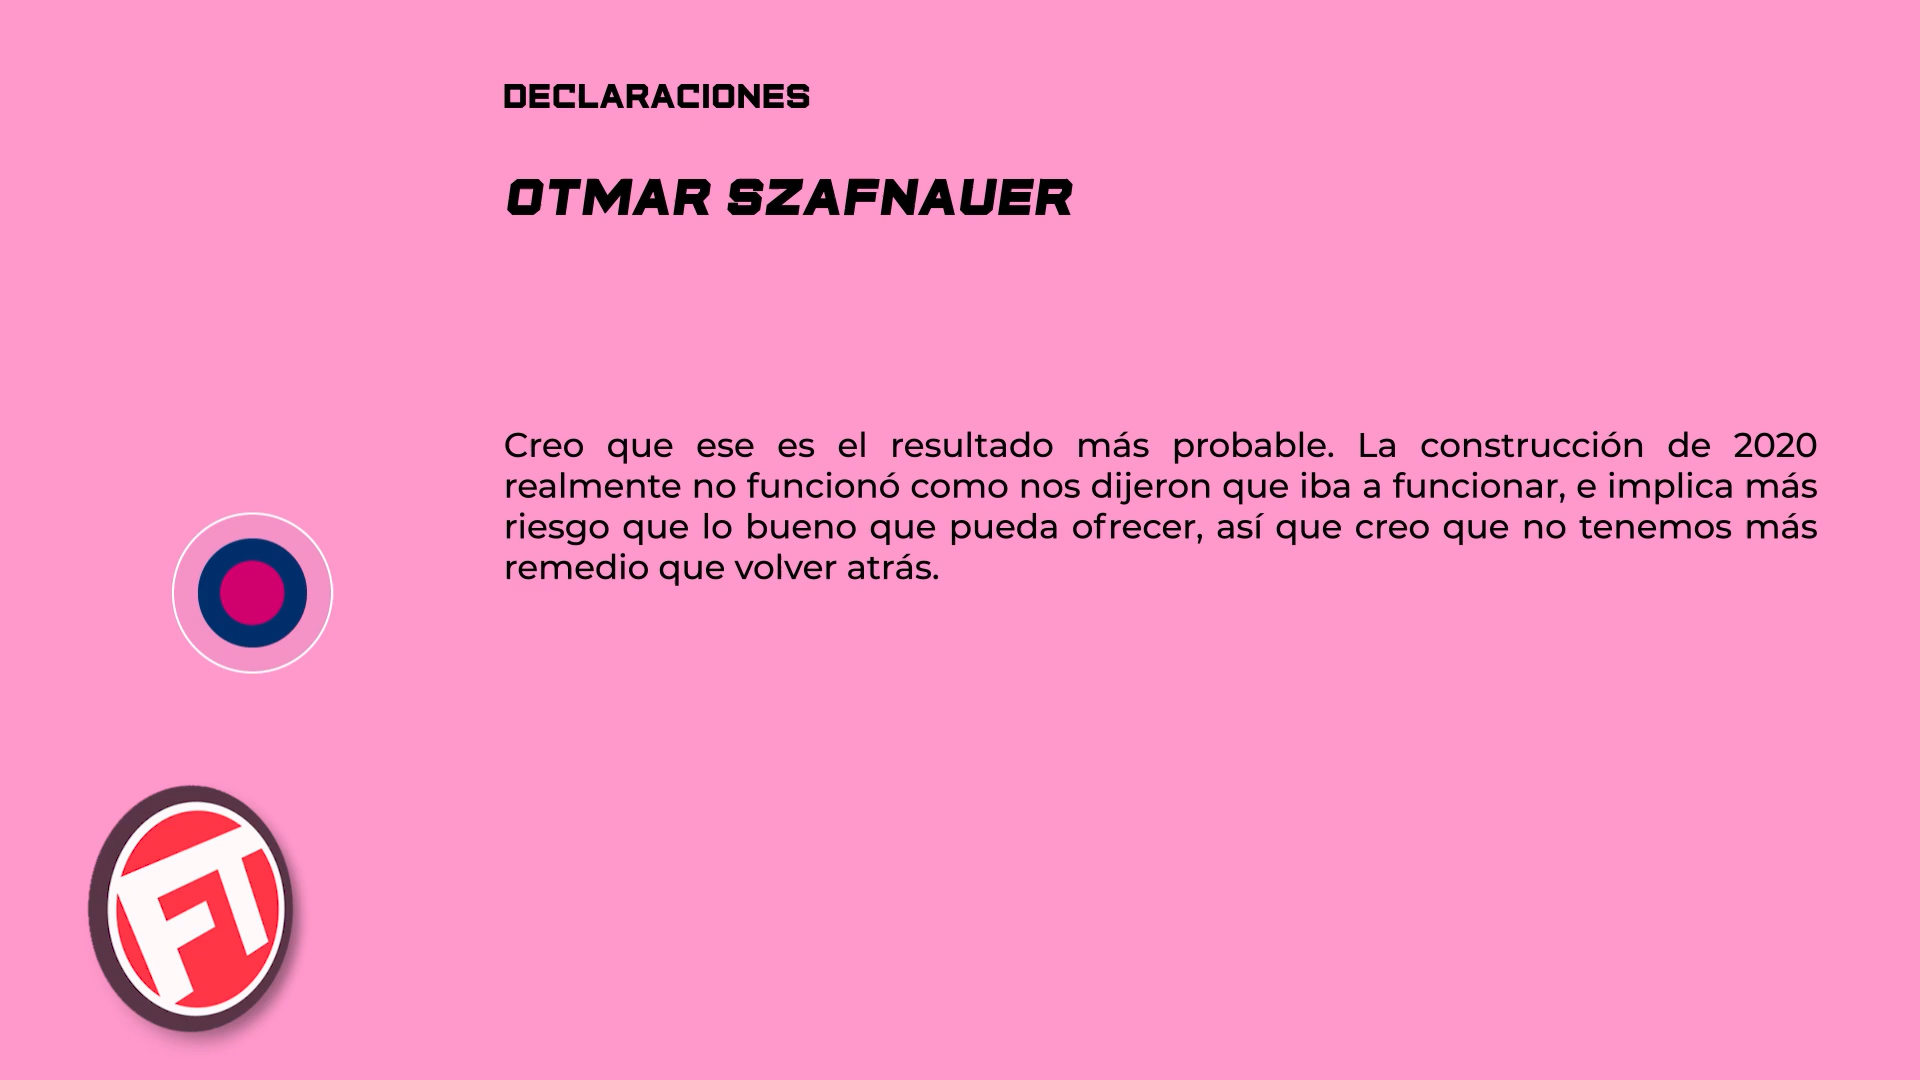 DECLARACIONES
OTMAR SZAFNAUER
Creo que ese es el resultado más probable. La construcción de 2020
realmente no funcionó como nos dijeron que iba a funcionar, e implica más
riesgo que lo bueno que pueda ofrecer, así que creo que no tenemos más
remedio que volver atrás.
FT